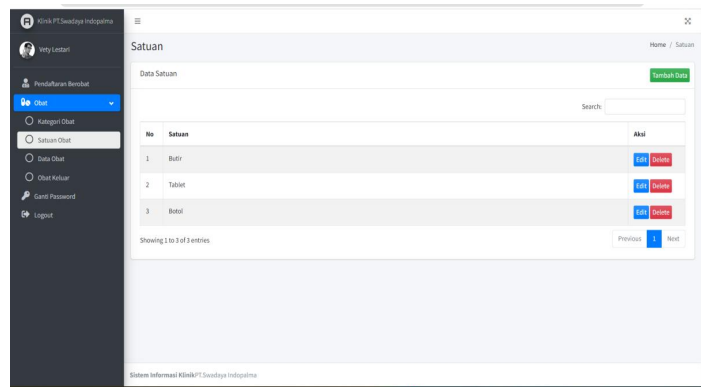 Klinik PT.Swadaya Indopalma
Vety Lestari
Pendaftaran Berobat
Obat
Kategori Obat
Satuan Obat
Data Obat
Obat Keluar
Ganti Password
Logout
Satuan
Home / Satuan
Data Satuan
Tambah Data
Search:
No Satuan Aksi
1 Butir Edit Delete
2 Tablet Edit Delete
3 Botol Edit Delete
Showing 1 to 3 of 3 entries
Previous 1 Next
Sistem Informasi KlinikPT.Swadaya Indopalma